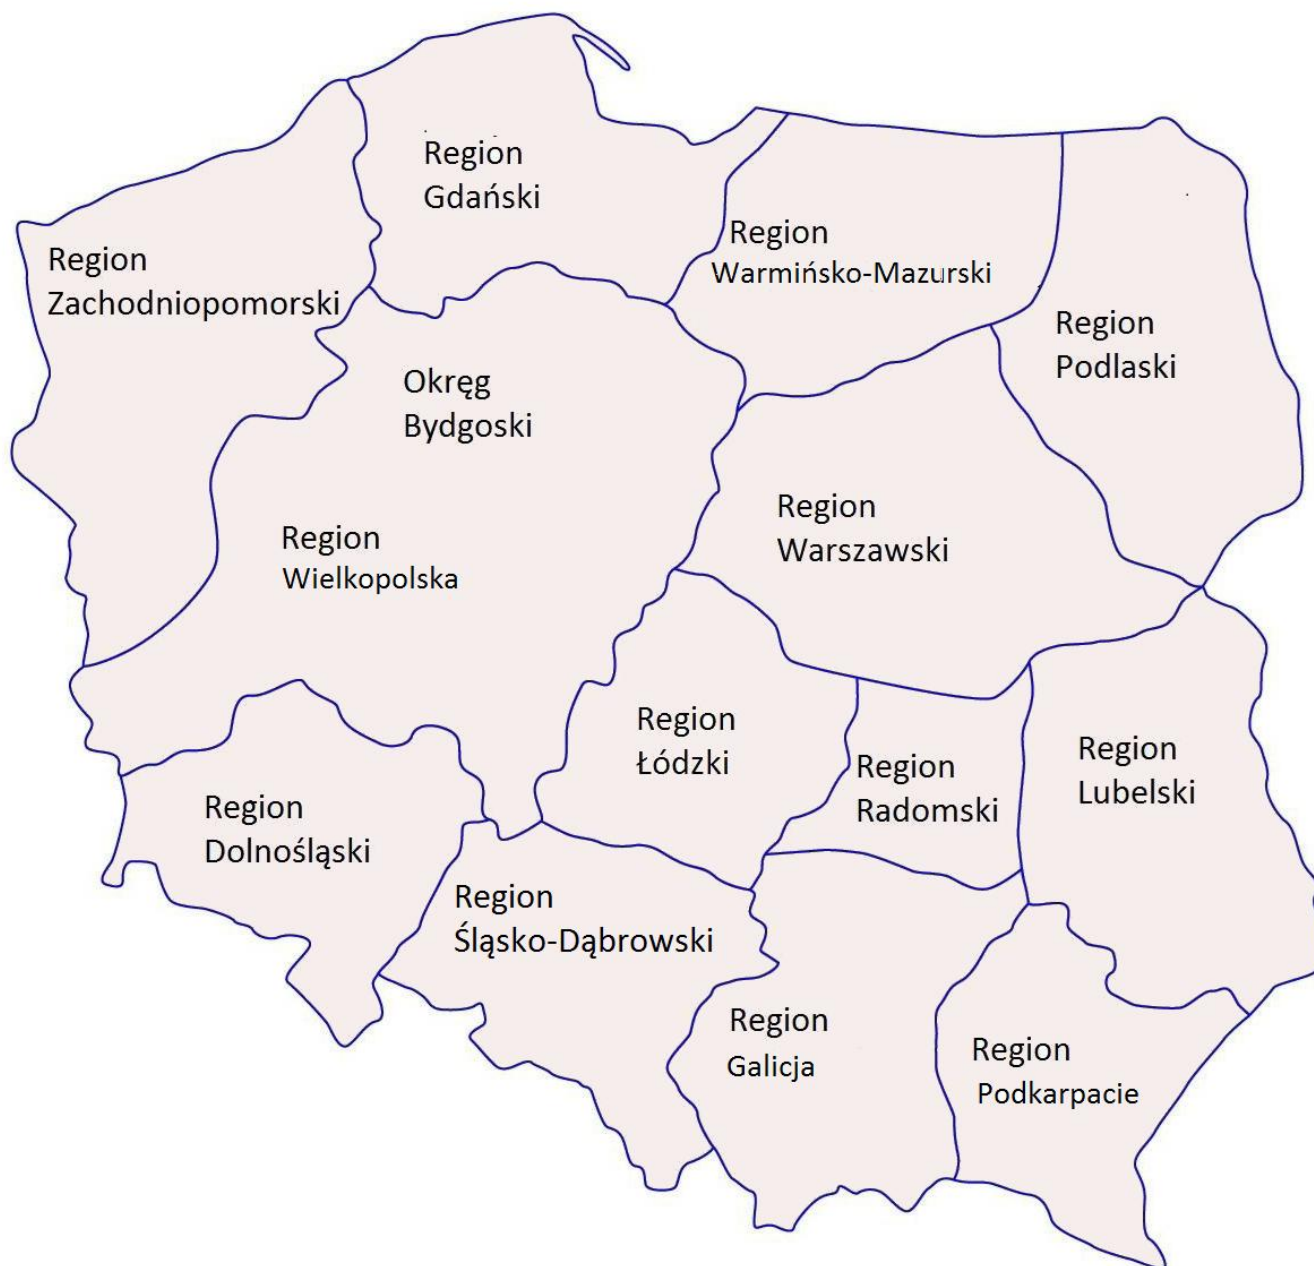 Region
Gdański
Region
Zachodniopomorski
Region
Warmińsko-Mazurski
Region
Podlaski
Okręg
Bydgoski
Region
Wielkopolska
Region
Warszawski
Region
Łódzki
Region
Radomski
Region
Lubelski
Region
Dolnośląski
Region
Śląsko-Dąbrowski
Region
Galicja
Region
Podkarpacie